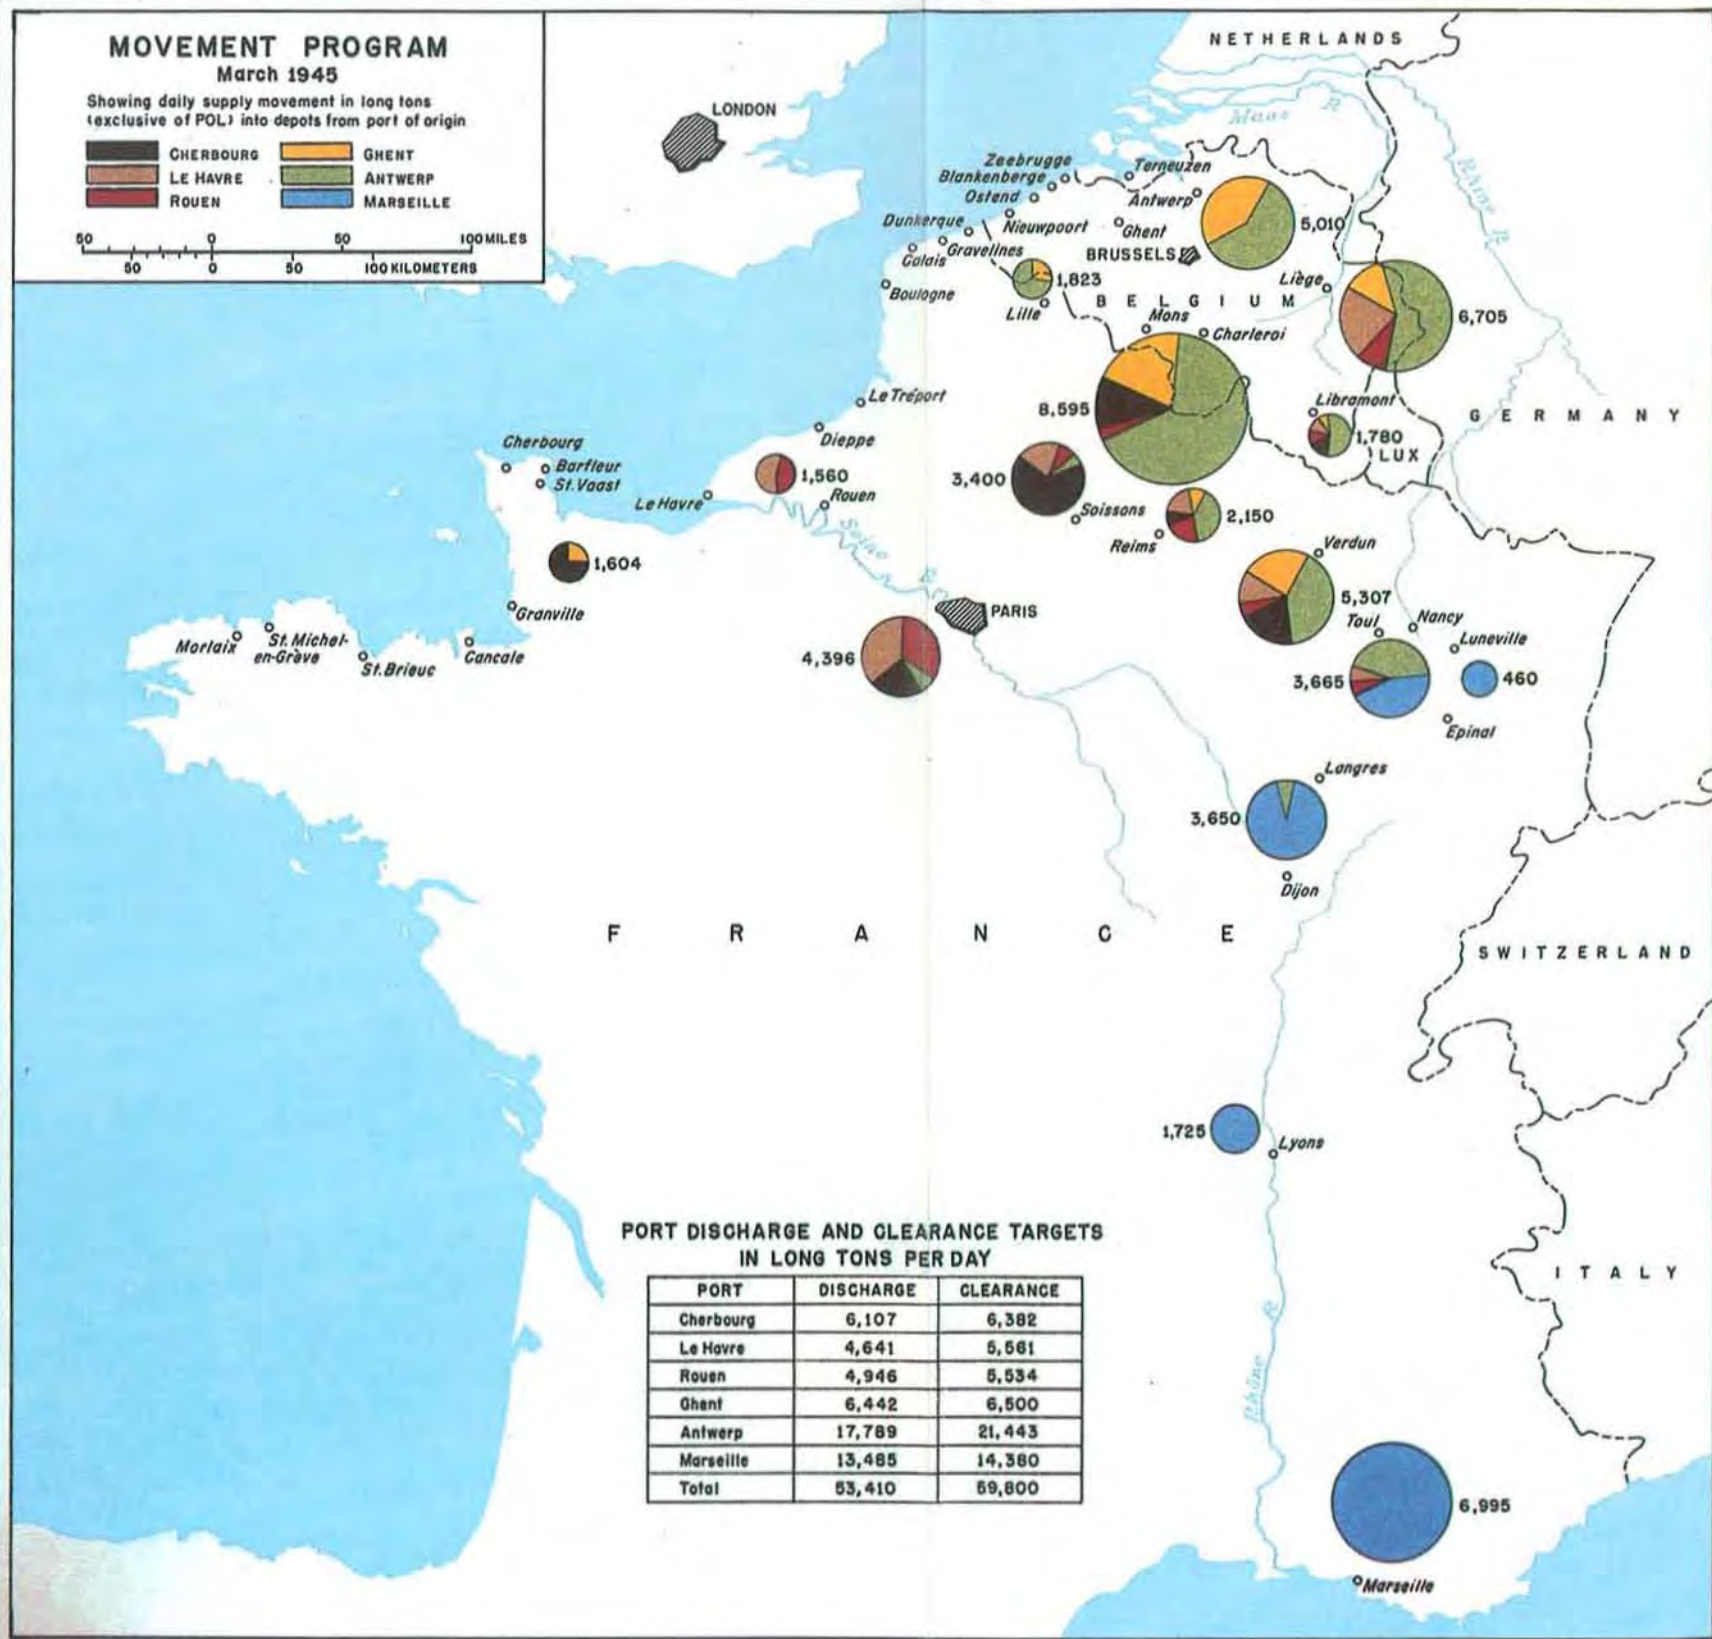 MOVEMENT PROGRAM
March 1945
Showing daily supply movement in long tons
(exclusive of POL) into depots from port of origin
CHERBOURG GHENT
LE HAVRE ANTWERP
ROUEN MARSEILLE
50 0 50 100 MILES
50 0 50 100 KILOMETERS
LONDON
NETHERLANDS
Maas R
Rhine R
Zeebrugge
Terneuzen
Blankenberge
Ostend
Antwerp
Dunkerque
Nieuwpoort
Ghent
5,010
Gravelines
Calais
BRUSSELS
Boulogne
1,823
Liège
Lille
BELGIUM
Mons
Charleroi
6,705
Le Tréport
8,595
Libramont
GERMANY
Dieppe
1,780
LUX
Cherbourg
Barfleur
St. Vaast
1,560
3,400
Le Havre
Rouen
Soissons
2,150
Reims
Seine R
Verdun
1,604
5,307
Granville
PARIS
Toul
Nancy
Luneville
Morlaix
St. Michel-
en-Grève
St. Brieuc
Cancale
4,396
3,665
460
Epinal
Langres
3,650
Dijon
FRANCE
SWITZERLAND
1,725
Lyons
ITALY
Rhône R
PORT DISCHARGE AND CLEARANCE TARGETS
IN LONG TONS PER DAY
PORT DISCHARGE CLEARANCE
Cherbourg 6,107 6,382
Le Havre 4,641 5,561
Rouen 4,946 5,534
Ghent 6,442 6,500
Antwerp 17,789 21,443
Marseille 13,485 14,380
Total 53,410 59,800
6,995
Marseille